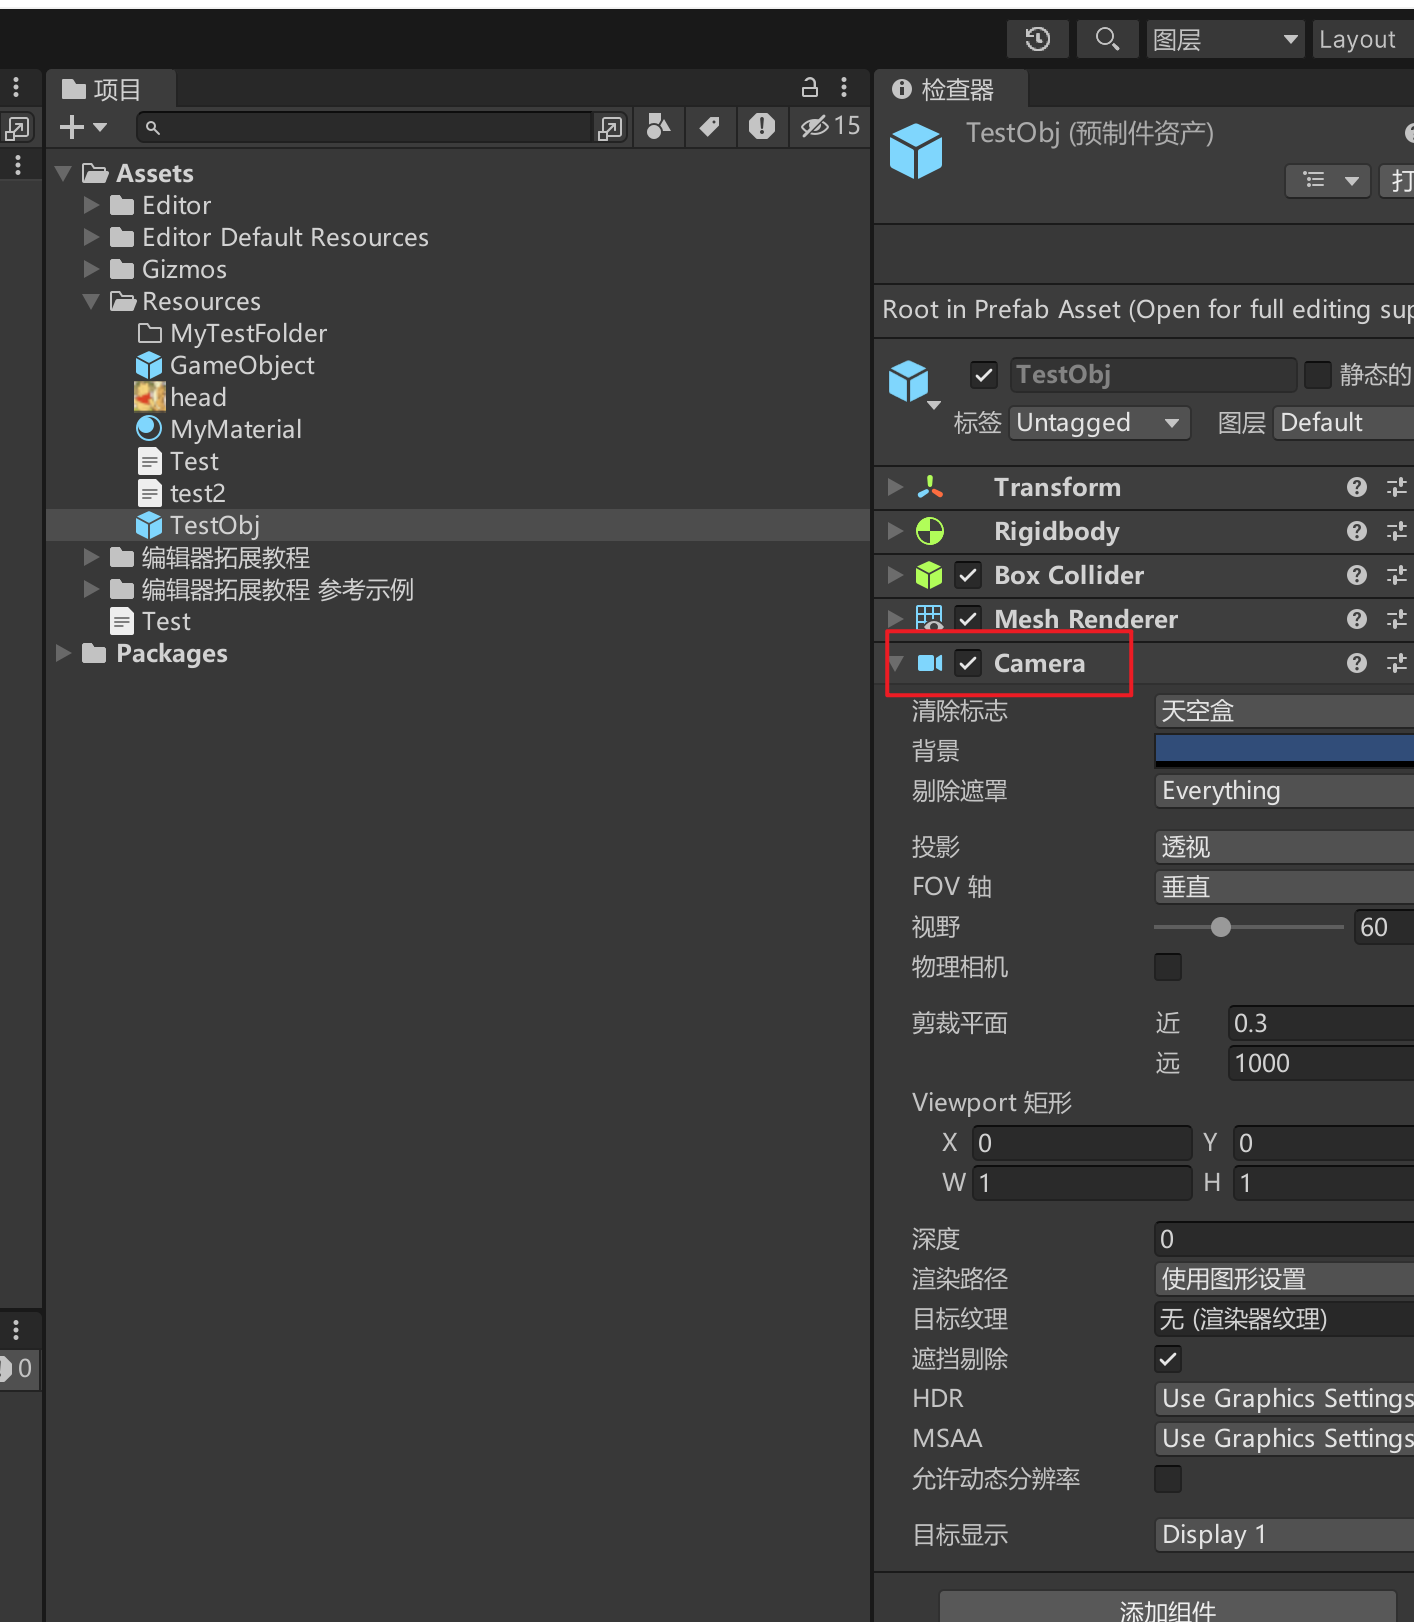 图层
Layout
项目
15
Assets
Editor
Editor Default Resources
Gizmos
Resources
MyTestFolder
GameObject
head
MyMaterial
Test
test2
TestObj
编辑器拓展教程
编辑器拓展教程 参考示例
Test
Packages
0
检查器
TestObj (预制件资产)
打
Root in Prefab Asset (Open for full editing sup
TestObj
静态的
标签 Untagged 图层 Default
Transform
Rigidbody
Box Collider
Mesh Renderer
Camera
清除标志 天空盒
背景
剔除遮罩 Everything
投影 透视
FOV 轴 垂直
视野 60
物理相机
剪裁平面 近 0.3
远 1000
Viewport 矩形
X 0 Y 0
W 1 H 1
深度 0
渲染路径 使用图形设置
目标纹理 无 (渲染器纹理)
遮挡剔除
HDR Use Graphics Settings
MSAA Use Graphics Settings
允许动态分辨率
目标显示 Display 1
添加组件